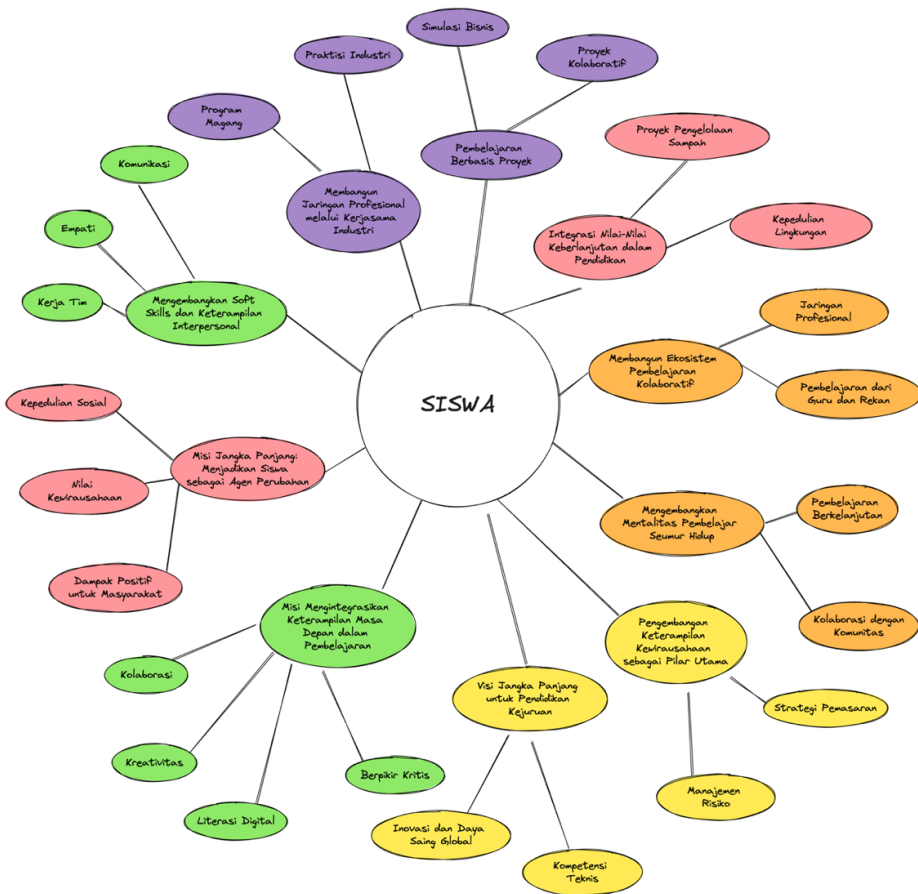 Simulasi Bisnis
Praktisi Industri
Proyek
Kolaboratif
Program
Magang
Pembelajaran
Berbasis Proyek
Proyek Pengelolaan
Sampah
Komunikasi
Membangun
Jaringan Profesional
melalui Kerjasama
Industri
Empati
Integrasi Nilai-Nilai
Keberlanjutan dalam
Pendidikan
Kepedulian
Lingkungan
Kerja Tim
Mengembangkan Soft
Skills dan Keterampilan
Interpersonal
Jaringan
Profesional
Membangun Ekosistem
Pembelajaran
Kolaboratif
Pembelajaran dari
Guru dan Rekan
SISWA
Kepedulian Sosial
Misi Jangka Panjang:
Menjadikan Siswa
sebagai Agen Perubahan
Nilai
Kewirausahaan
Dampak Positif
untuk Masyarakat
Mengembangkan
Mentalitas Pembelajar
Seumur Hidup
Pembelajaran
Berkelanjutan
Kolaborasi dengan
Komunitas
Misi Mengintegrasikan
Keterampilan Masa
Depan dalam
Pembelajaran
Pengembangan
Keterampilan
Kewirausahaan
sebagai Pilar Utama
Kolaborasi
Visi Jangka Panjang
untuk Pendidikan
Kejuruan
Strategi Pemasaran
Kreativitas
Berpikir Kritis
Manajemen
Risiko
Literasi Digital
Inovasi dan Daya
Saing Global
Kompetensi
Teknis